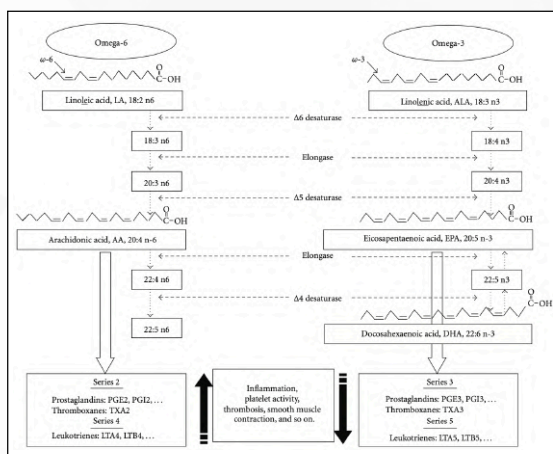 Omega-6
Omega-3
ω-6
ω-3
O
C—OH
O
C—OH
Linoleic acid, LA, 18:2 n6
Linolenic acid, ALA, 18:3 n3
Δ6 desaturase
18:3 n6
18:4 n3
Elongase
20:3 n6
20:4 n3
Δ5 desaturase
O
C—OH
O
C—OH
Arachidonic acid, AA, 20:4 n-6
Eicosapentaenoic acid, EPA, 20:5 n-3
Elongase
22:4 n6
22:5 n3
Δ4 desaturase
O
C
OH
22:5 n6
Docosahexaenoic acid, DHA, 22:6 n-3
Series 2
Prostaglandins: PGE2, PGI2, …
Thromboxanes: TXA2
Series 4
Leukotrienes: LTA4, LTB4, …
Inflammation,
platelet activity,
thrombosis, smooth muscle
contraction, and so on.
Series 3
Prostaglandins: PGE3, PGI3, …
Thromboxanes: TXA3
Series 5
Leukotrienes: LTA5, LTB5, …